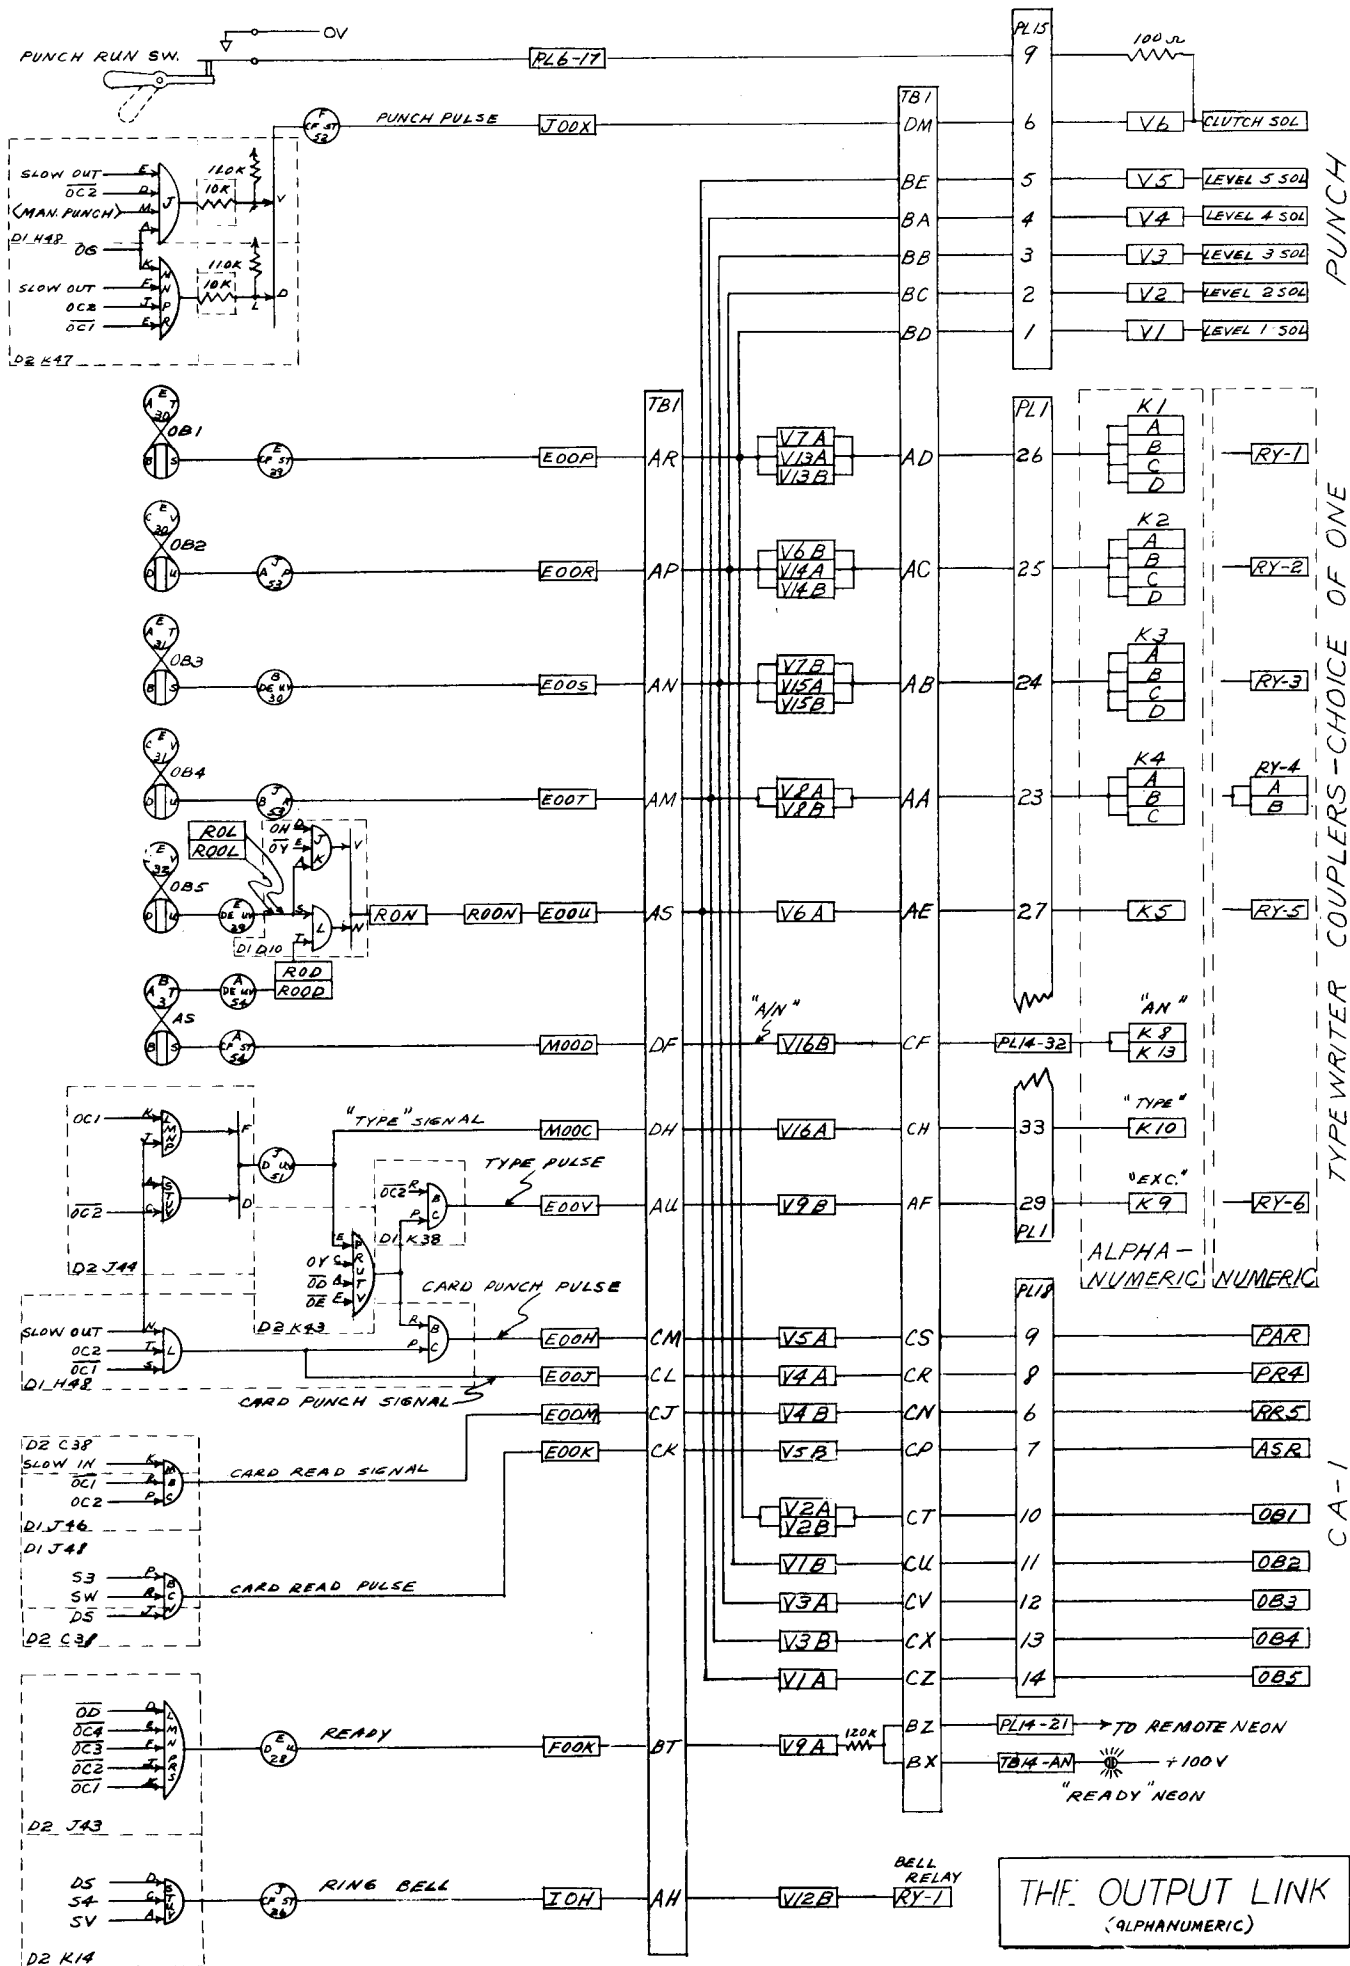 PUNCH RUN SW.
OV
PL6-17
PL15
9
100 Ω
TB1
DM
6
V6
CLUTCH SOL
PUNCH PULSE
J00X
SLOW OUT
OC2
<MAN. PUNCH>
D1 H48
OG
110K
10K
SLOW OUT
OC2
OC1
110K
10K
D2 K47
BE 5 V5 LEVEL 5 SOL
BA 4 V4 LEVEL 4 SOL
BB 3 V3 LEVEL 3 SOL
BC 2 V2 LEVEL 2 SOL
BD 1 V1 LEVEL 1 SOL
PUNCH
TB1
PL1
OB1
E00P AR
V7A
V13A
V13B
AD 26
K1
A
B
C
D
RY-1
OB2
E00R AP
V6B
V14A
V14B
AC 25
K2
A
B
C
D
RY-2
OB3
E00S AN
V7B
V15A
V15B
AB 24
K3
A
B
C
D
RY-3
OB4
E00T AM
V8A
V8B
AA 23
K4
A
B
C
RY-4
A
B
ROL
ROOL
OH
OY
OB5
D1 D10
RON ROON E00U AS V6A AE 27 K5 RY-5
ROD
ROOD
AS
M00D DF
"A/N"
V16B CF PL14-32
"AN"
K8
K13
TYPEWRITER COUPLERS-CHOICE OF ONE
OC1
OC2
D2 J44
"TYPE" SIGNAL
M00C DH V16A CH 33
"TYPE"
K10
TYPE PULSE
OC2
D1 K38
E00V AU V9B AF 29
PL1
"EXC."
K9
RY-6
ALPHA-
NUMERIC
NUMERIC
OY
OD
OE
D2 K43
CARD PUNCH PULSE
SLOW OUT
OC2
OC1
D1 H48
CARD PUNCH SIGNAL
PL18
E00H CM V5A CS 9 PAR
E00J CL V4A CR 8 PR4
E00M CJ V4B CN 6 RR5
E00K CK V5B CP 7 ASR
D2 C38
SLOW IN
OC1
OC2
D1 J46
CARD READ SIGNAL
D1 J48
S3
SW
DS
D2 C38
CARD READ PULSE
V2A
V2B
CT 10 OB1
V1B CU 11 OB2
V3A CV 12 OB3
V3B CX 13 OB4
V1A CZ 14 OB5
CA-1
OD
OC4
OC3
OC2
OC1
D2 J43
READY
F00K BT V9A 120K
BZ PL14-21 TO REMOTE NEON
BX TB14-AN +100V
"READY" NEON
DS
S4
SV
D2 K14
RING BELL
I0H AH V12B
BELL
RELAY
RY-1
THE OUTPUT LINK
(ALPHANUMERIC)